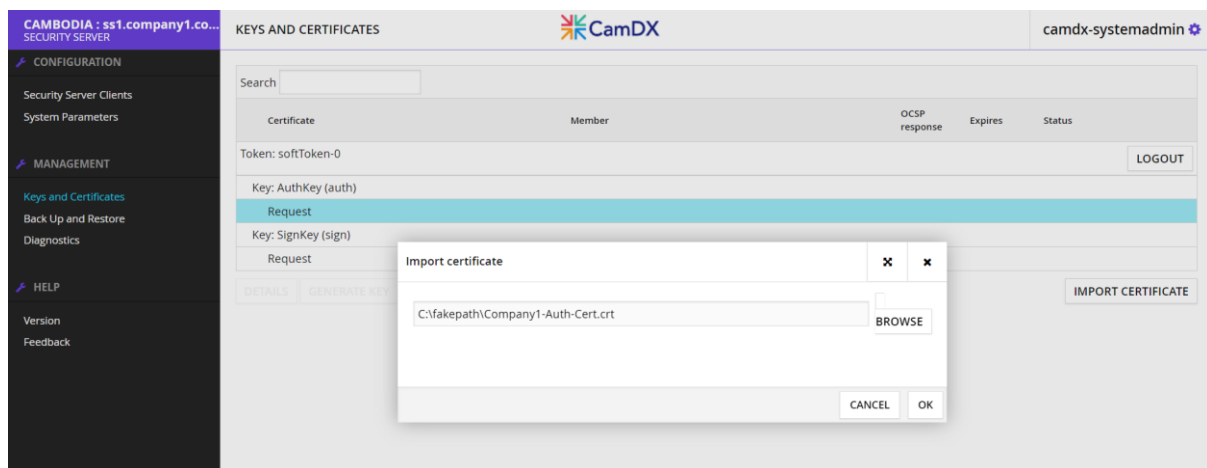 CAMBODIA : ss1.company1.co...
SECURITY SERVER
KEYS AND CERTIFICATES
CamDX
camdx-systemadmin
CONFIGURATION
Security Server Clients
System Parameters
MANAGEMENT
Keys and Certificates
Back Up and Restore
Diagnostics
HELP
Version
Feedback
Search
Certificate
Member
OCSP
response
Expires
Status
Token: softToken-0
LOGOUT
Key: AuthKey (auth)
Request
Key: SignKey (sign)
Request
DETAILS
GENERATE KEY
IMPORT CERTIFICATE
Import certificate
C:\fakepath\Company1-Auth-Cert.crt
BROWSE
CANCEL
OK